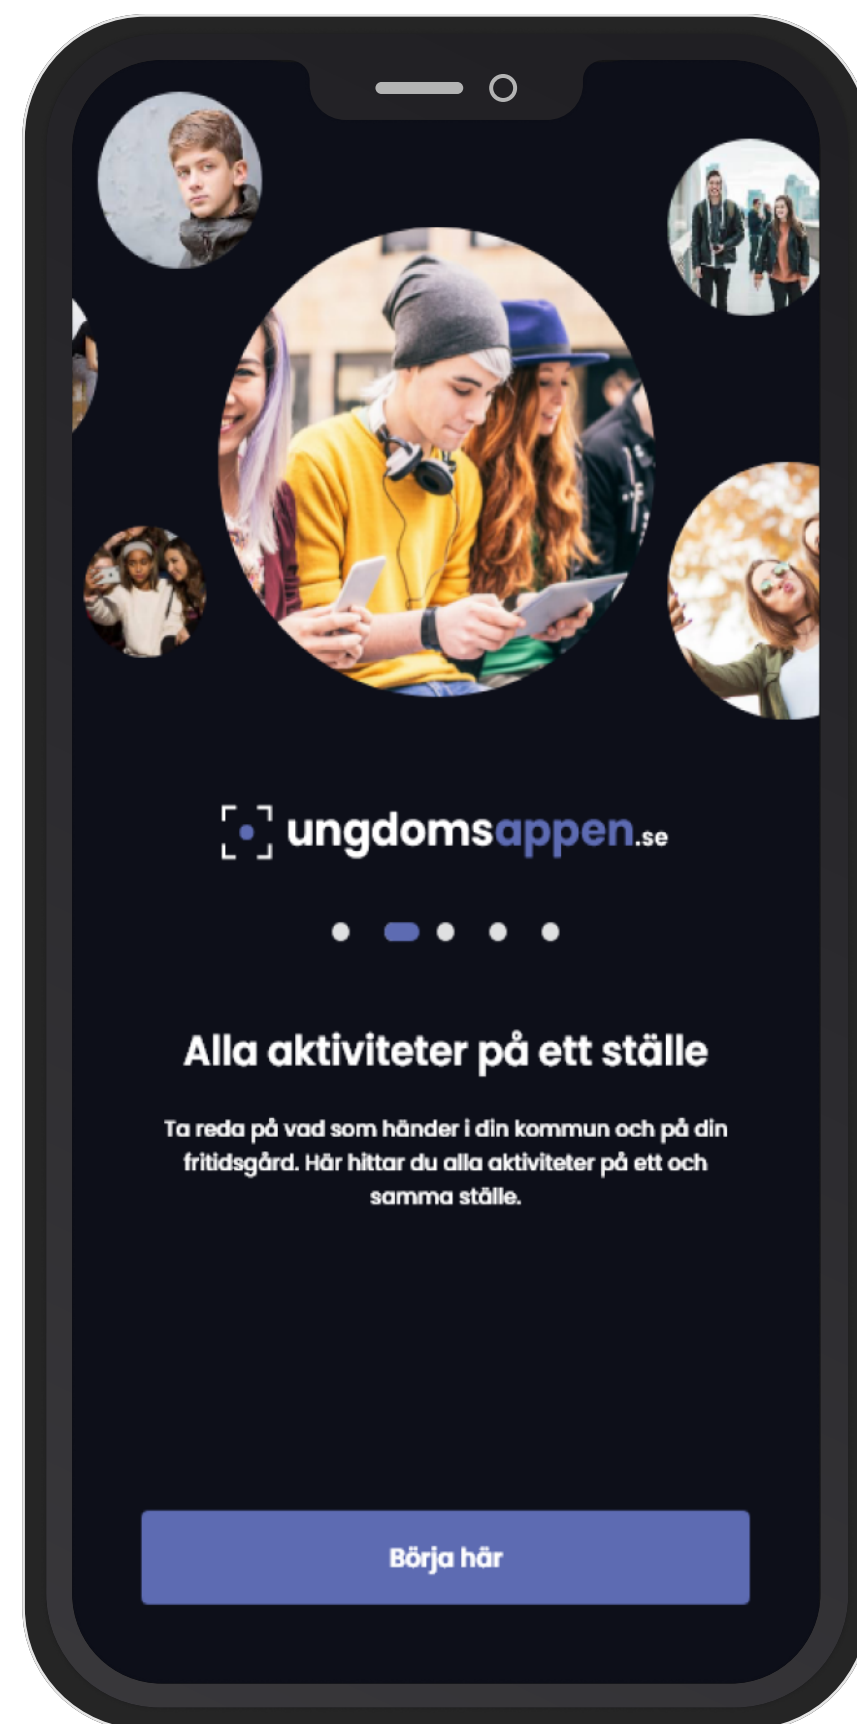 ungdomsappen.se
Alla aktiviteter på ett ställe
Ta reda på vad som händer i din kommun och på din
fritidsgård. Här hittar du alla aktiviteter på ett och
samma ställe.
Börja här